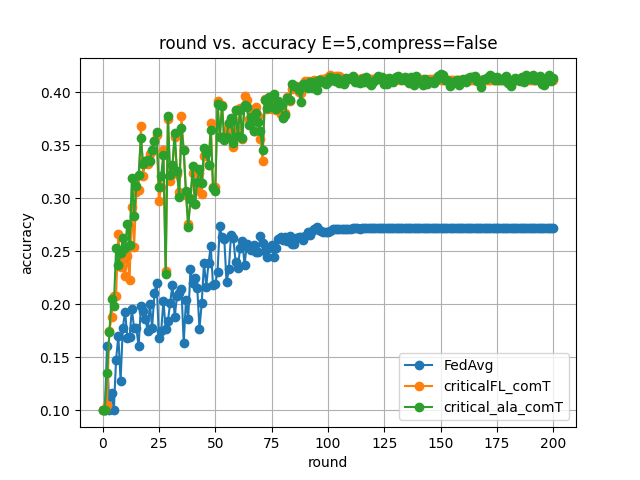 round vs. accuracy E=5,compress=False
accuracy
0.40
0.35
0.30
0.25
0.20
0.15
0.10
0 25 50 75 100 125 150 175 200
round
FedAvg
criticalFL_comT
critical_ala_comT